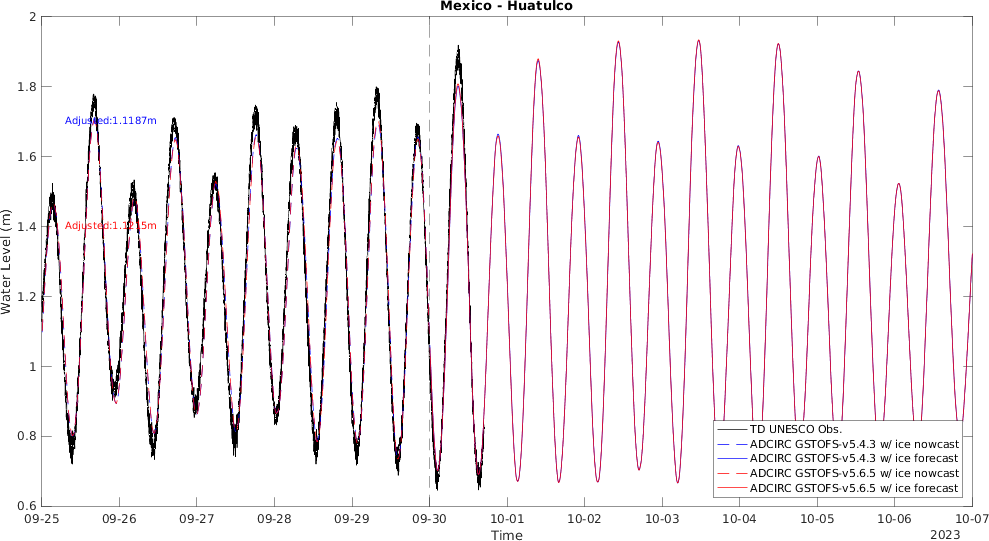 Mexico - Huatulco
2
1.8
1.6
1.4
1.2
1
0.8
0.6
Water Level (m)
Adjusted:1.1187m
Adjusted:1.1215m
TD UNESCO Obs.
ADCIRC GSTOFS-v5.4.3 w/ ice nowcast
ADCIRC GSTOFS-v5.4.3 w/ ice forecast
ADCIRC GSTOFS-v5.6.5 w/ ice nowcast
ADCIRC GSTOFS-v5.6.5 w/ ice forecast
09-25 09-26 09-27 09-28 09-29 09-30 10-01 10-02 10-03 10-04 10-05 10-06 10-07
Time
2023